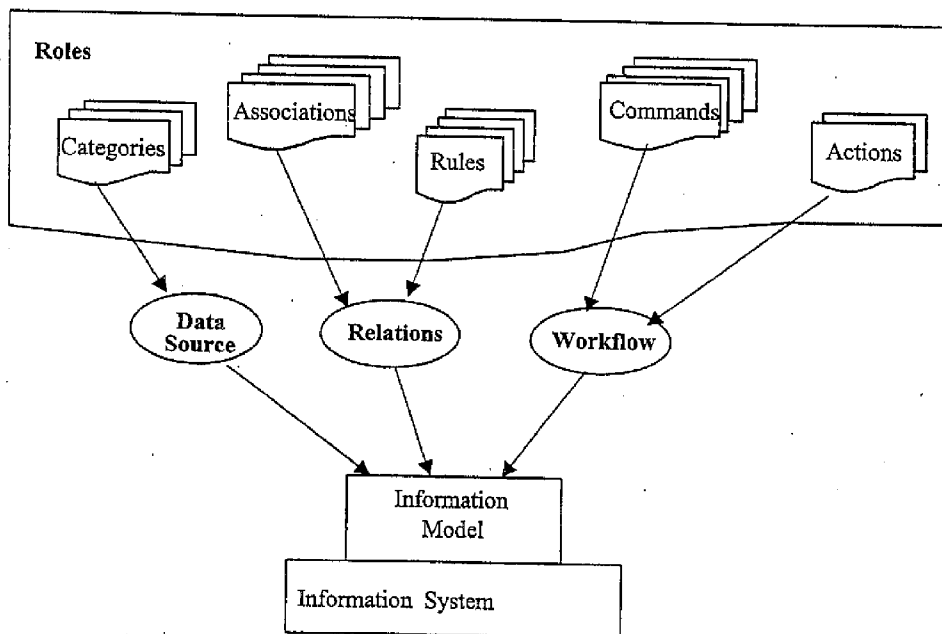 Roles
Associations
Commands
Categories
Rules
Actions
Data
Source
Relations
Workflow
Information
Model
Information System